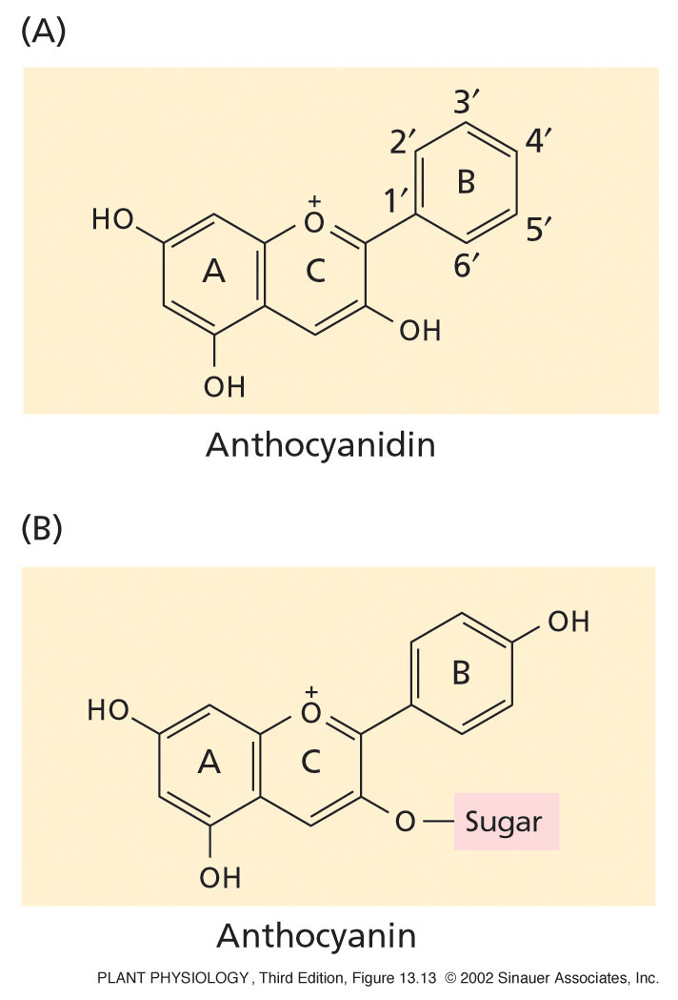 (A)
3′
2′
4′
B
1′
5′
6′
HO
+
O
A
C
OH
OH
Anthocyanidin
(B)
OH
B
HO
+
O
A
C
O
Sugar
OH
Anthocyanin
PLANT PHYSIOLOGY, Third Edition, Figure 13.13 © 2002 Sinauer Associates, Inc.